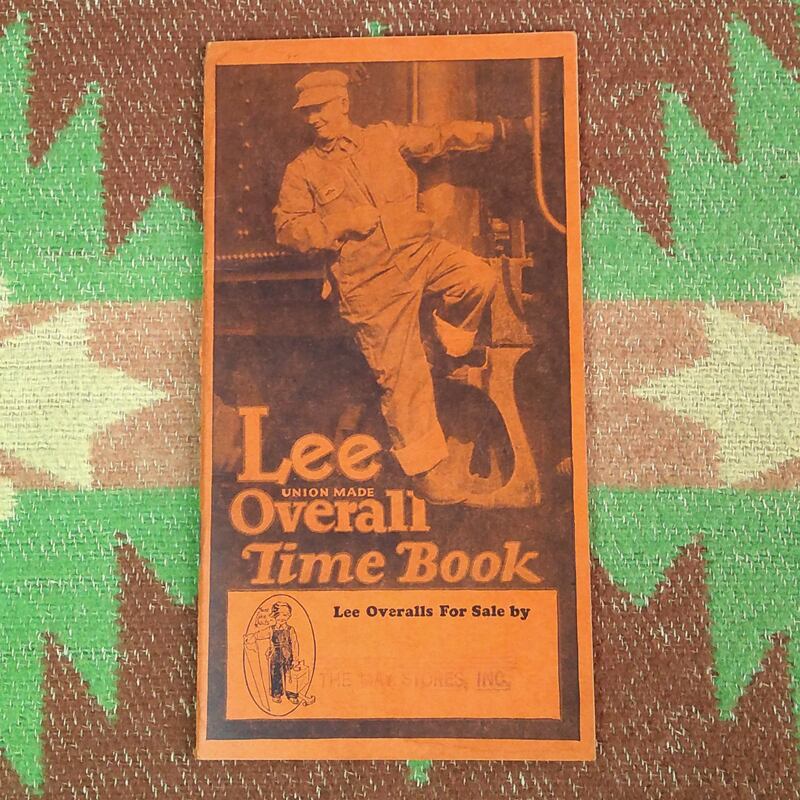 Lee
UNION MADE
Overall
Time Book
Lee Overalls For Sale by
THE MAY STORES, INC.